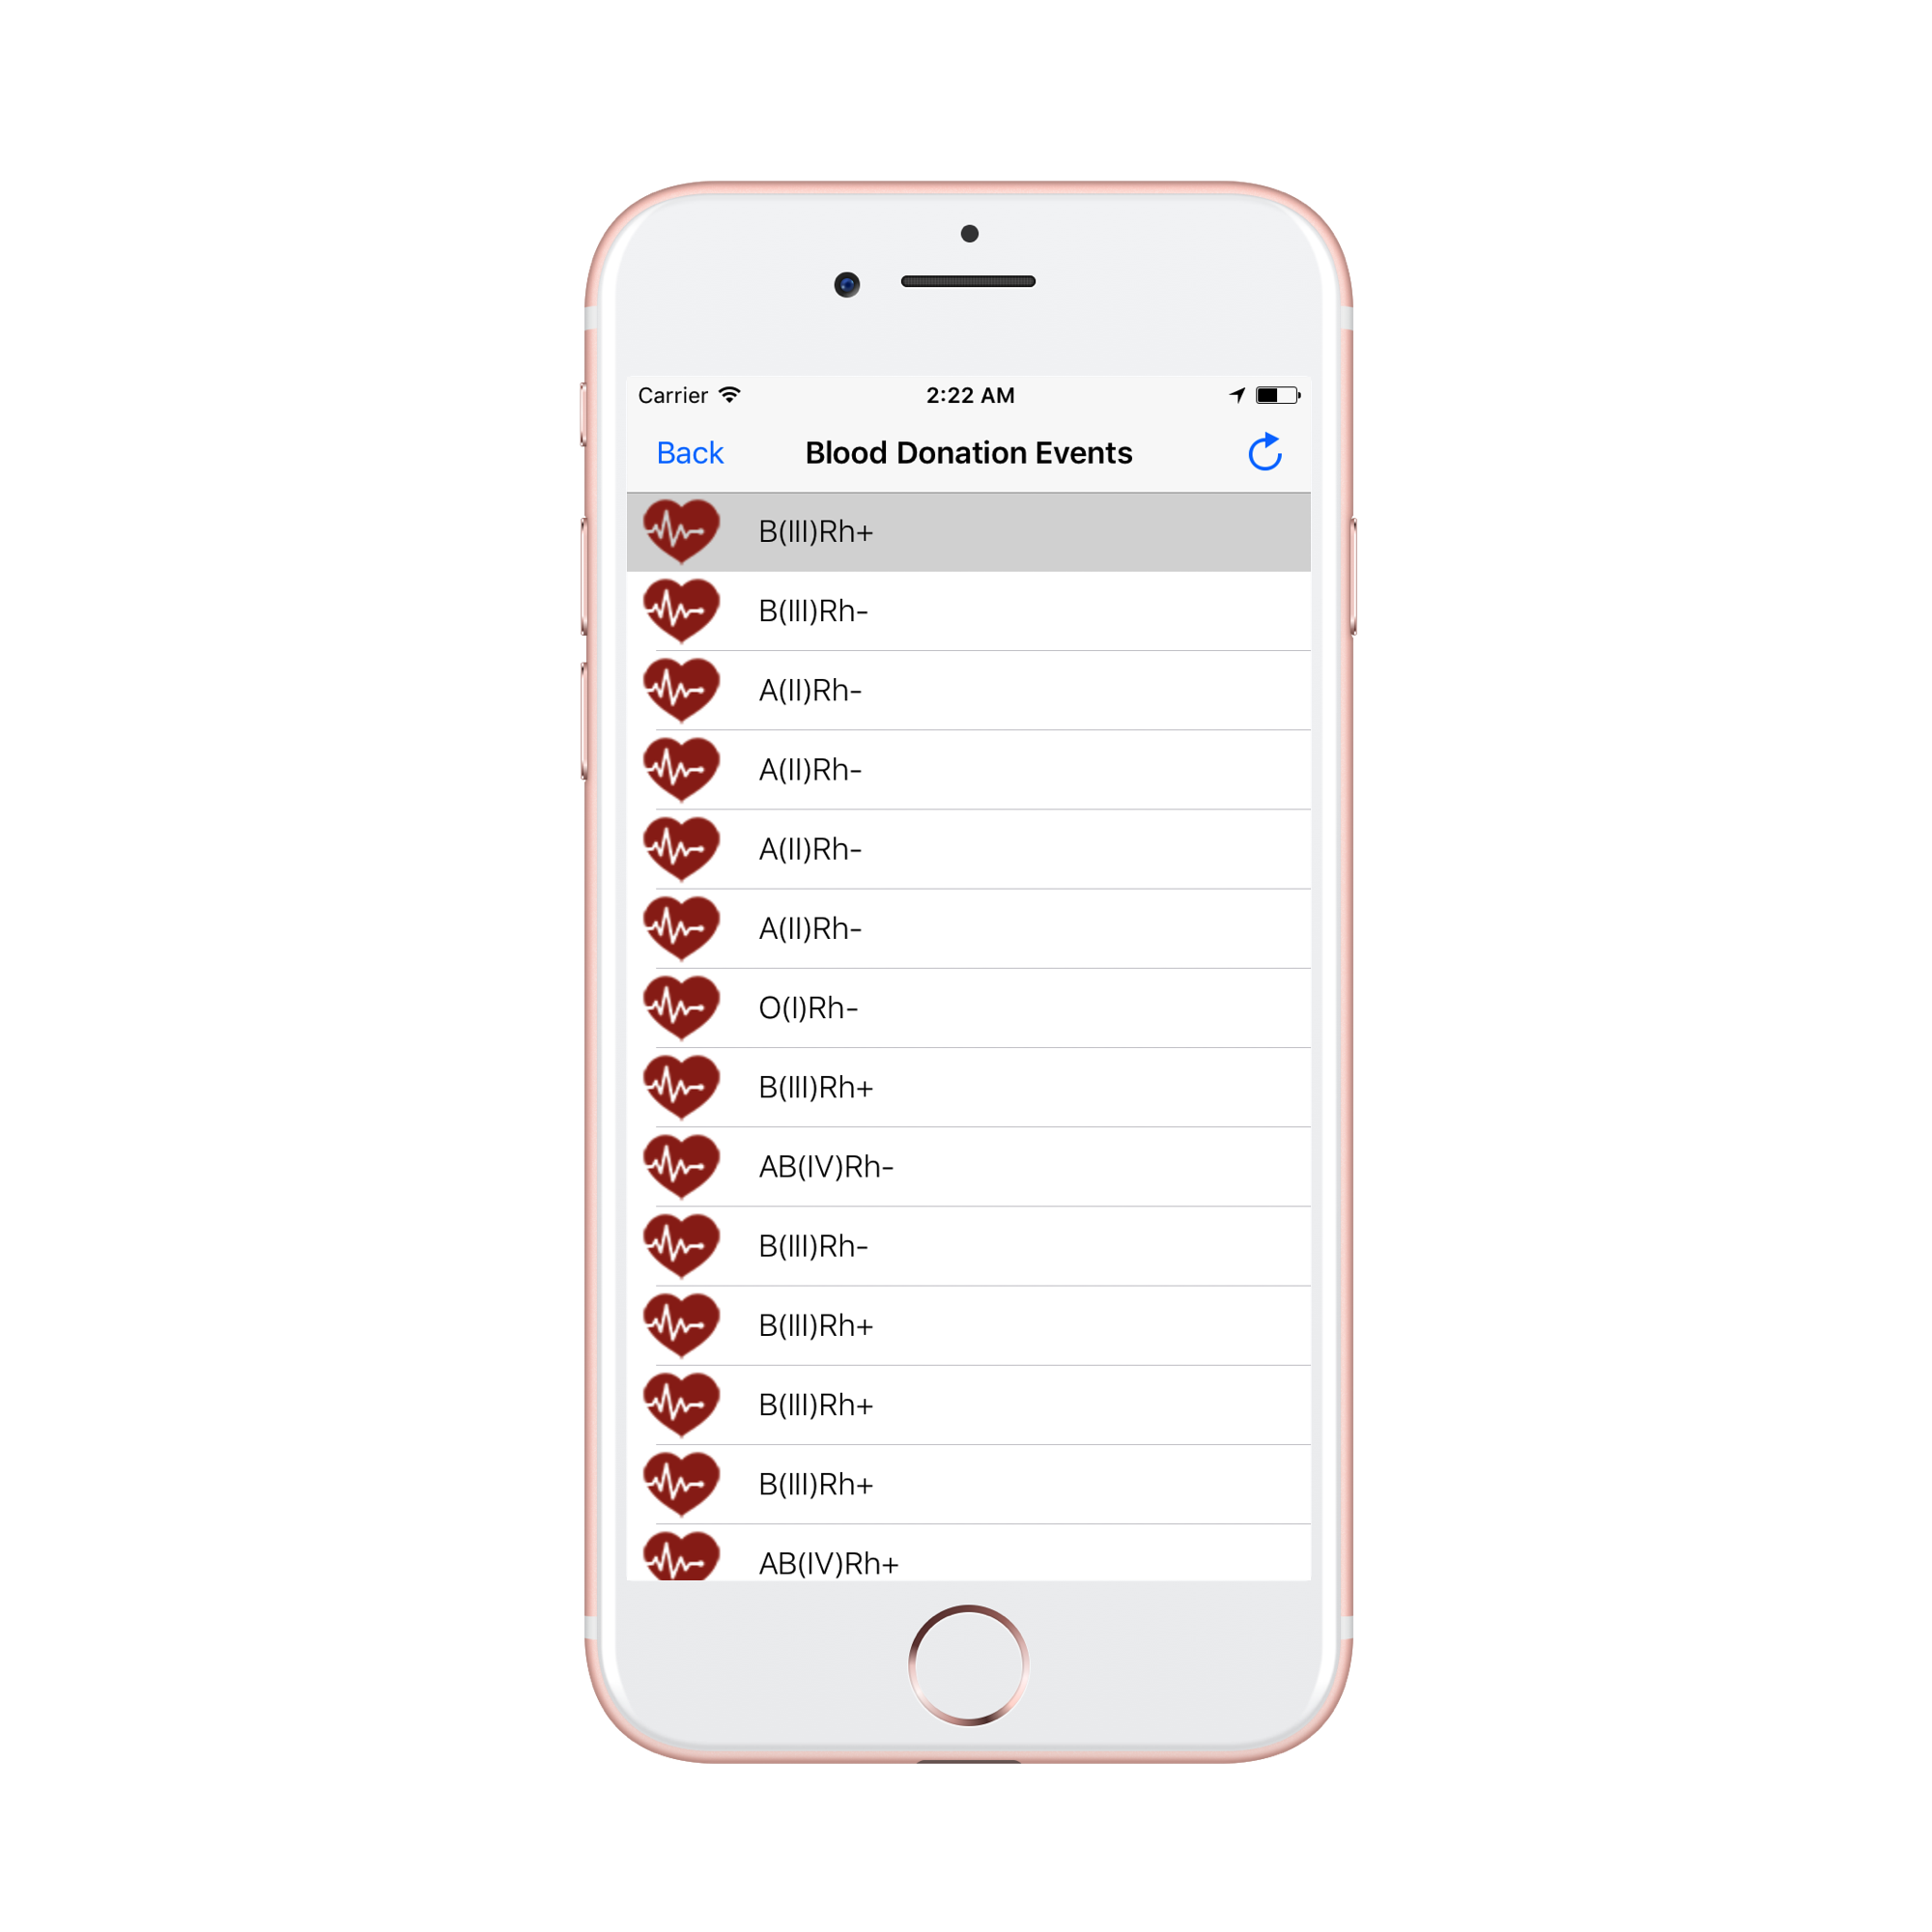 Carrier 2:22 AM
Back Blood Donation Events
B(III)Rh+
B(III)Rh-
A(II)Rh-
A(II)Rh-
A(II)Rh-
A(II)Rh-
O(I)Rh-
B(III)Rh+
AB(IV)Rh-
B(III)Rh-
B(III)Rh+
B(III)Rh+
B(III)Rh+
AB(IV)Rh+